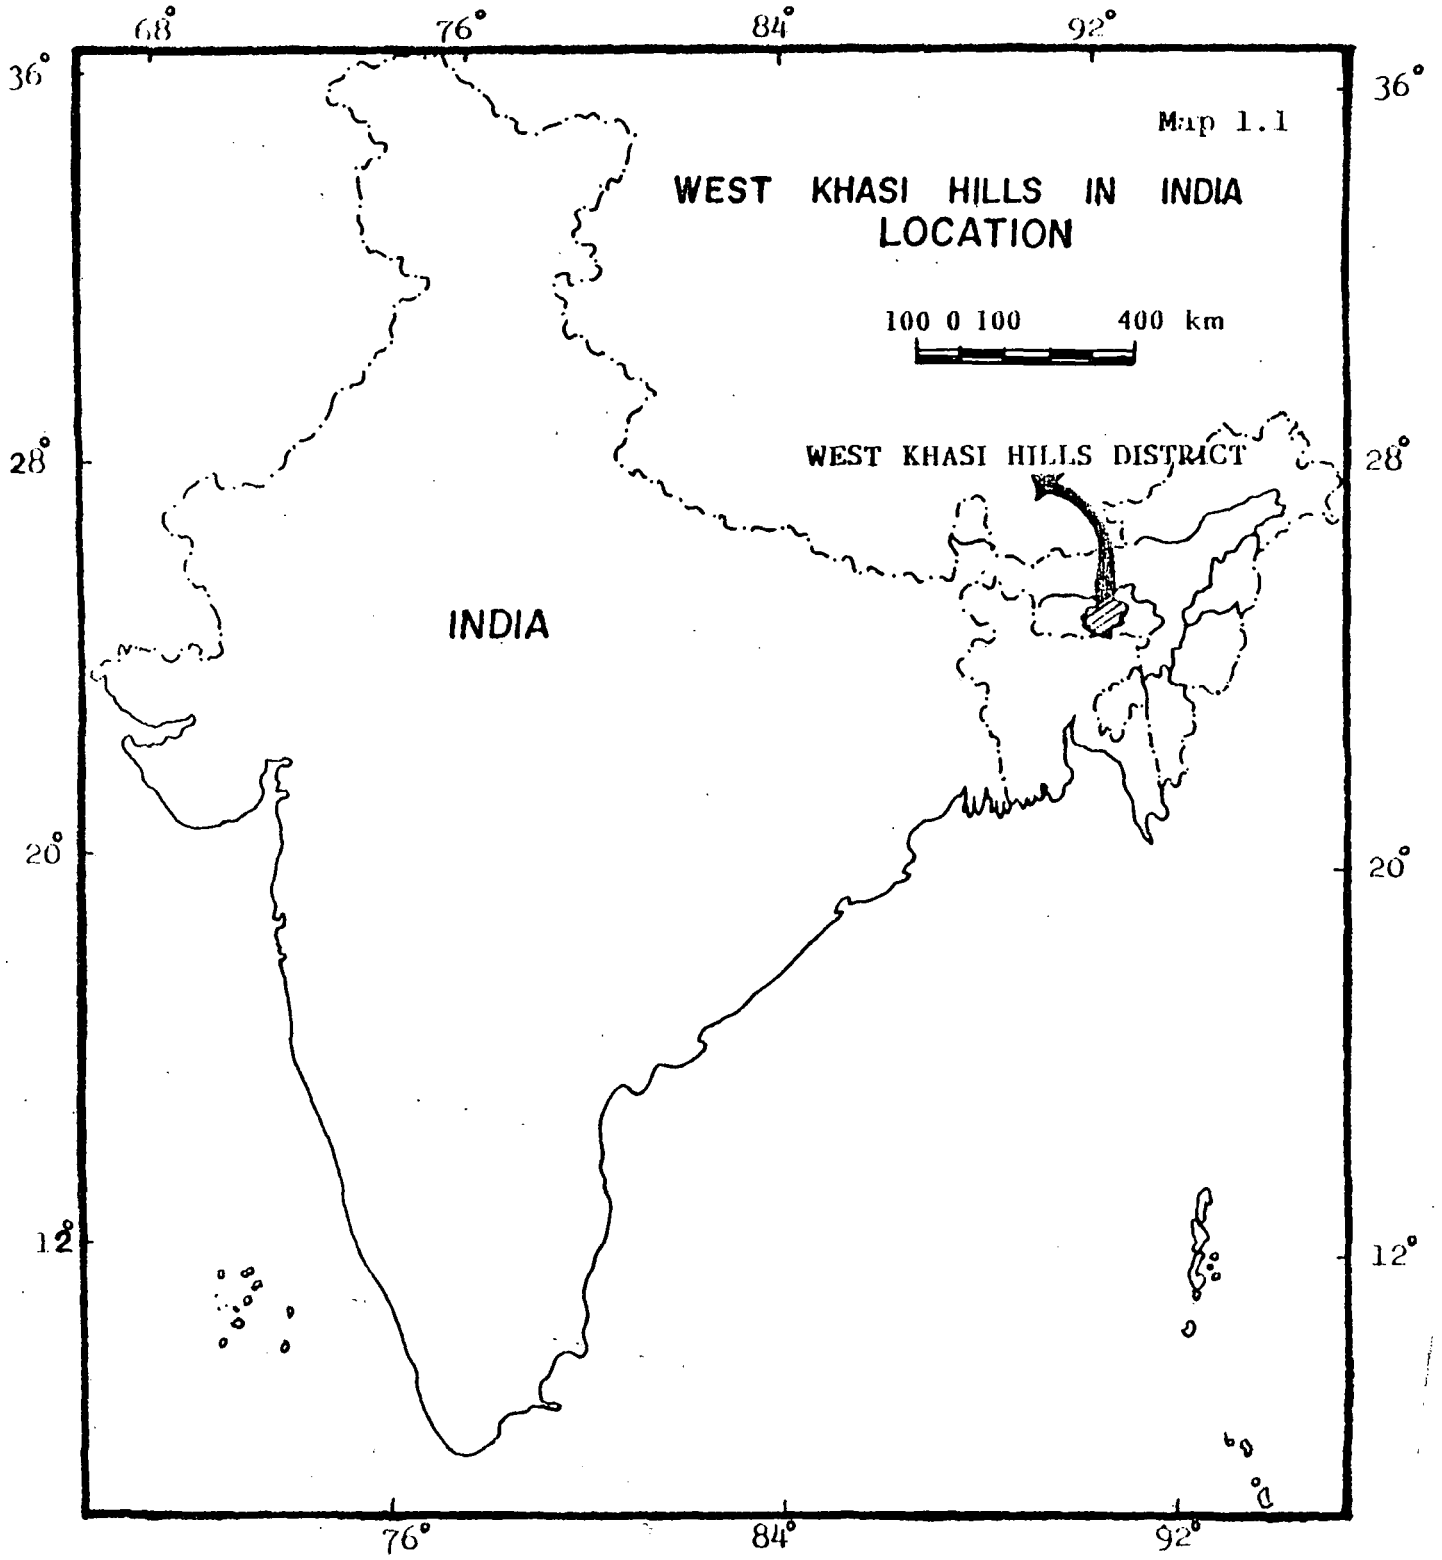 68° 76° 84° 92°
36° 36°
Map 1.1
WEST KHASI HILLS IN INDIA
LOCATION
100 0 100 400 km
WEST KHASI HILLS DISTRICT
28° 28°
INDIA
20° 20°
12° 12°
76° 84° 92°